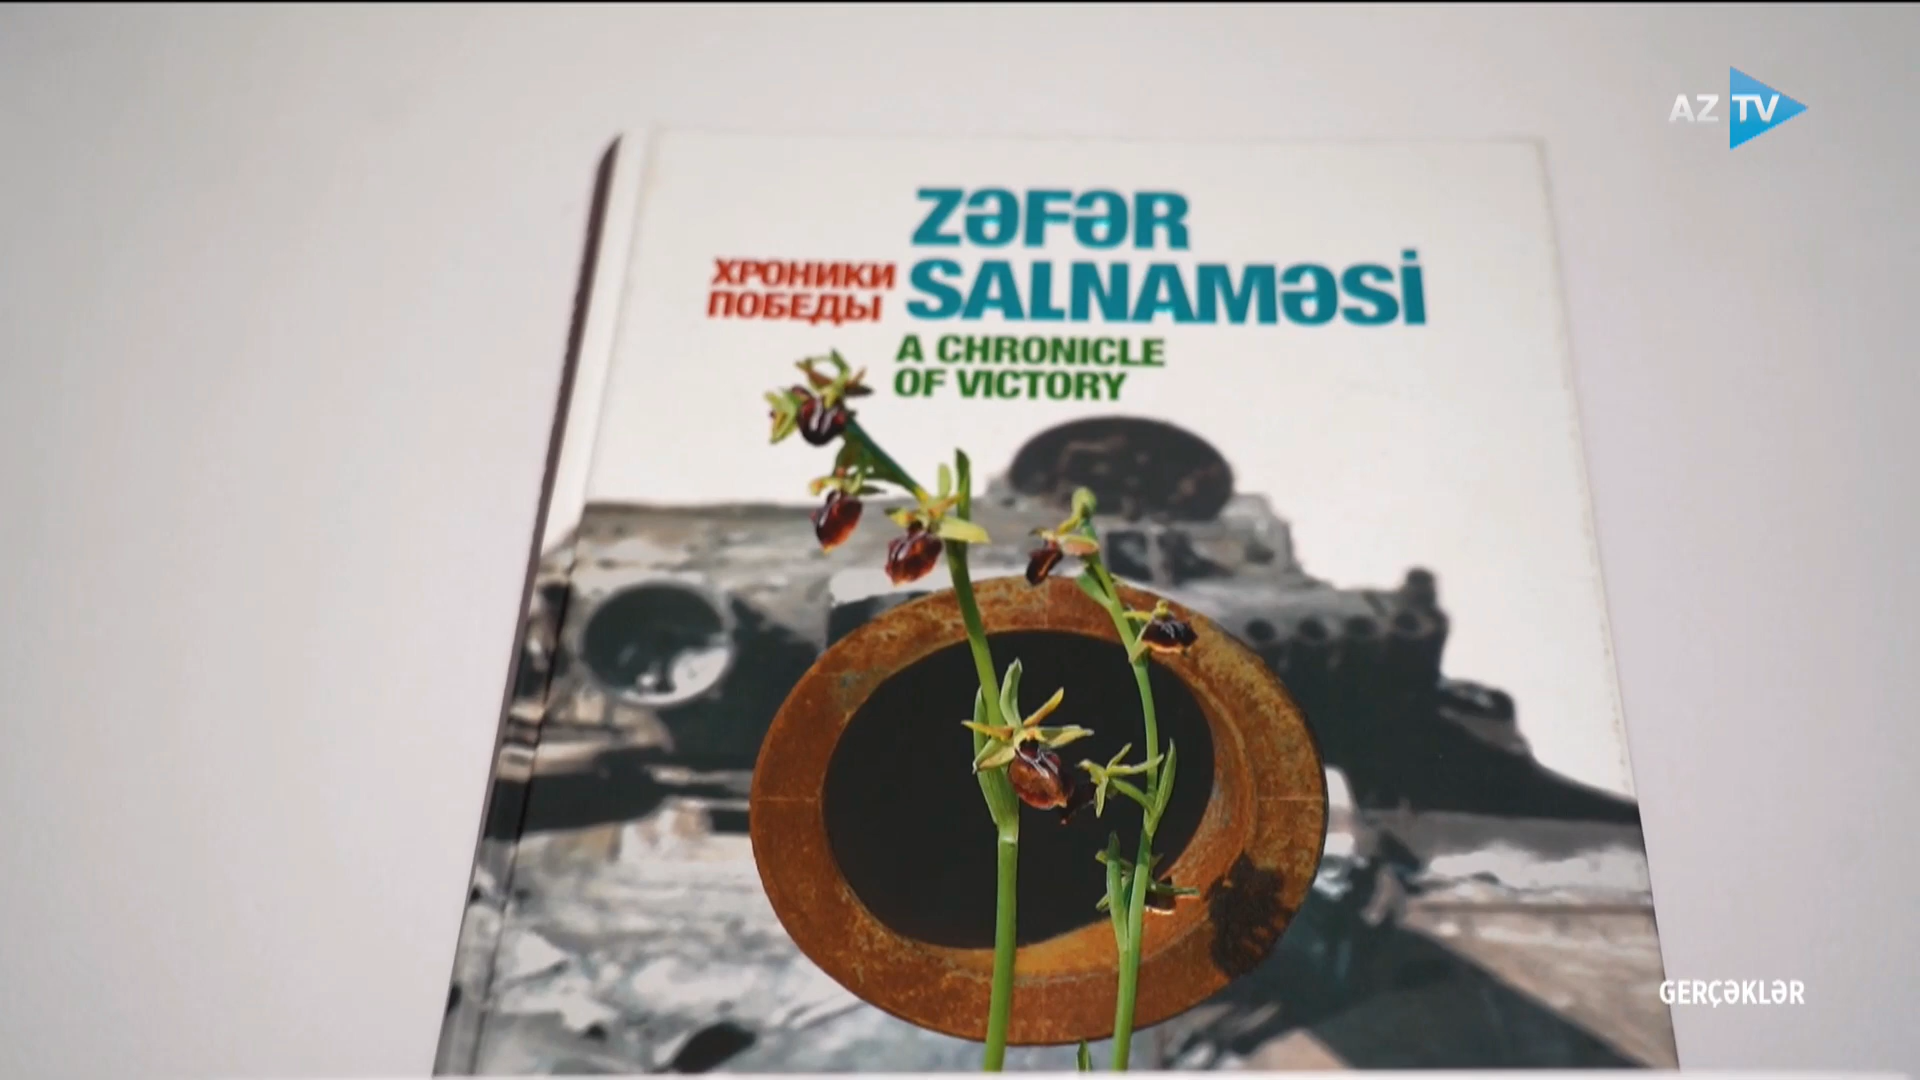 AZ TV
ZƏFƏR
SALNAMƏSİ
ХРОНИКИ
ПОБЕДЫ
A CHRONICLE
OF VICTORY
GERÇƏKLƏR